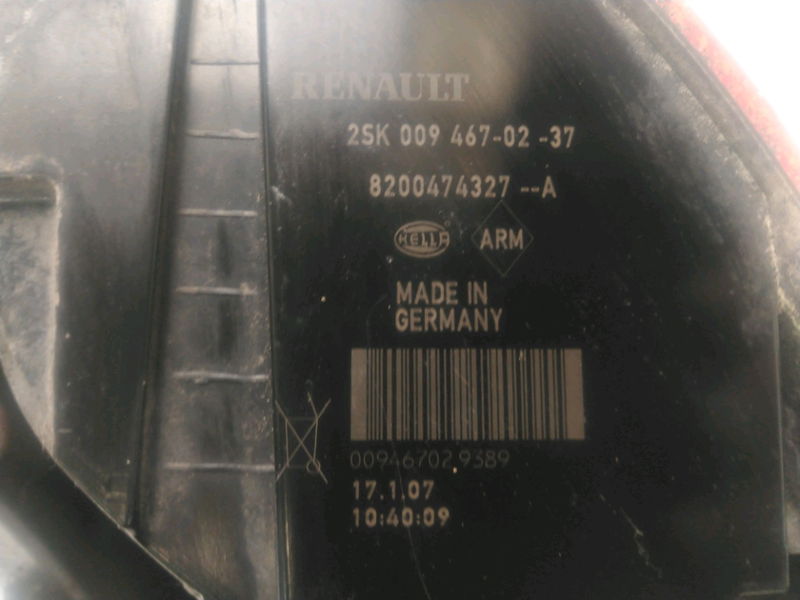 RENAULT
2SK 009 467-02 -37
8200474327 --A
HELLA ARM
MADE IN
GERMANY
009467029389
17.1.07
10:40:09